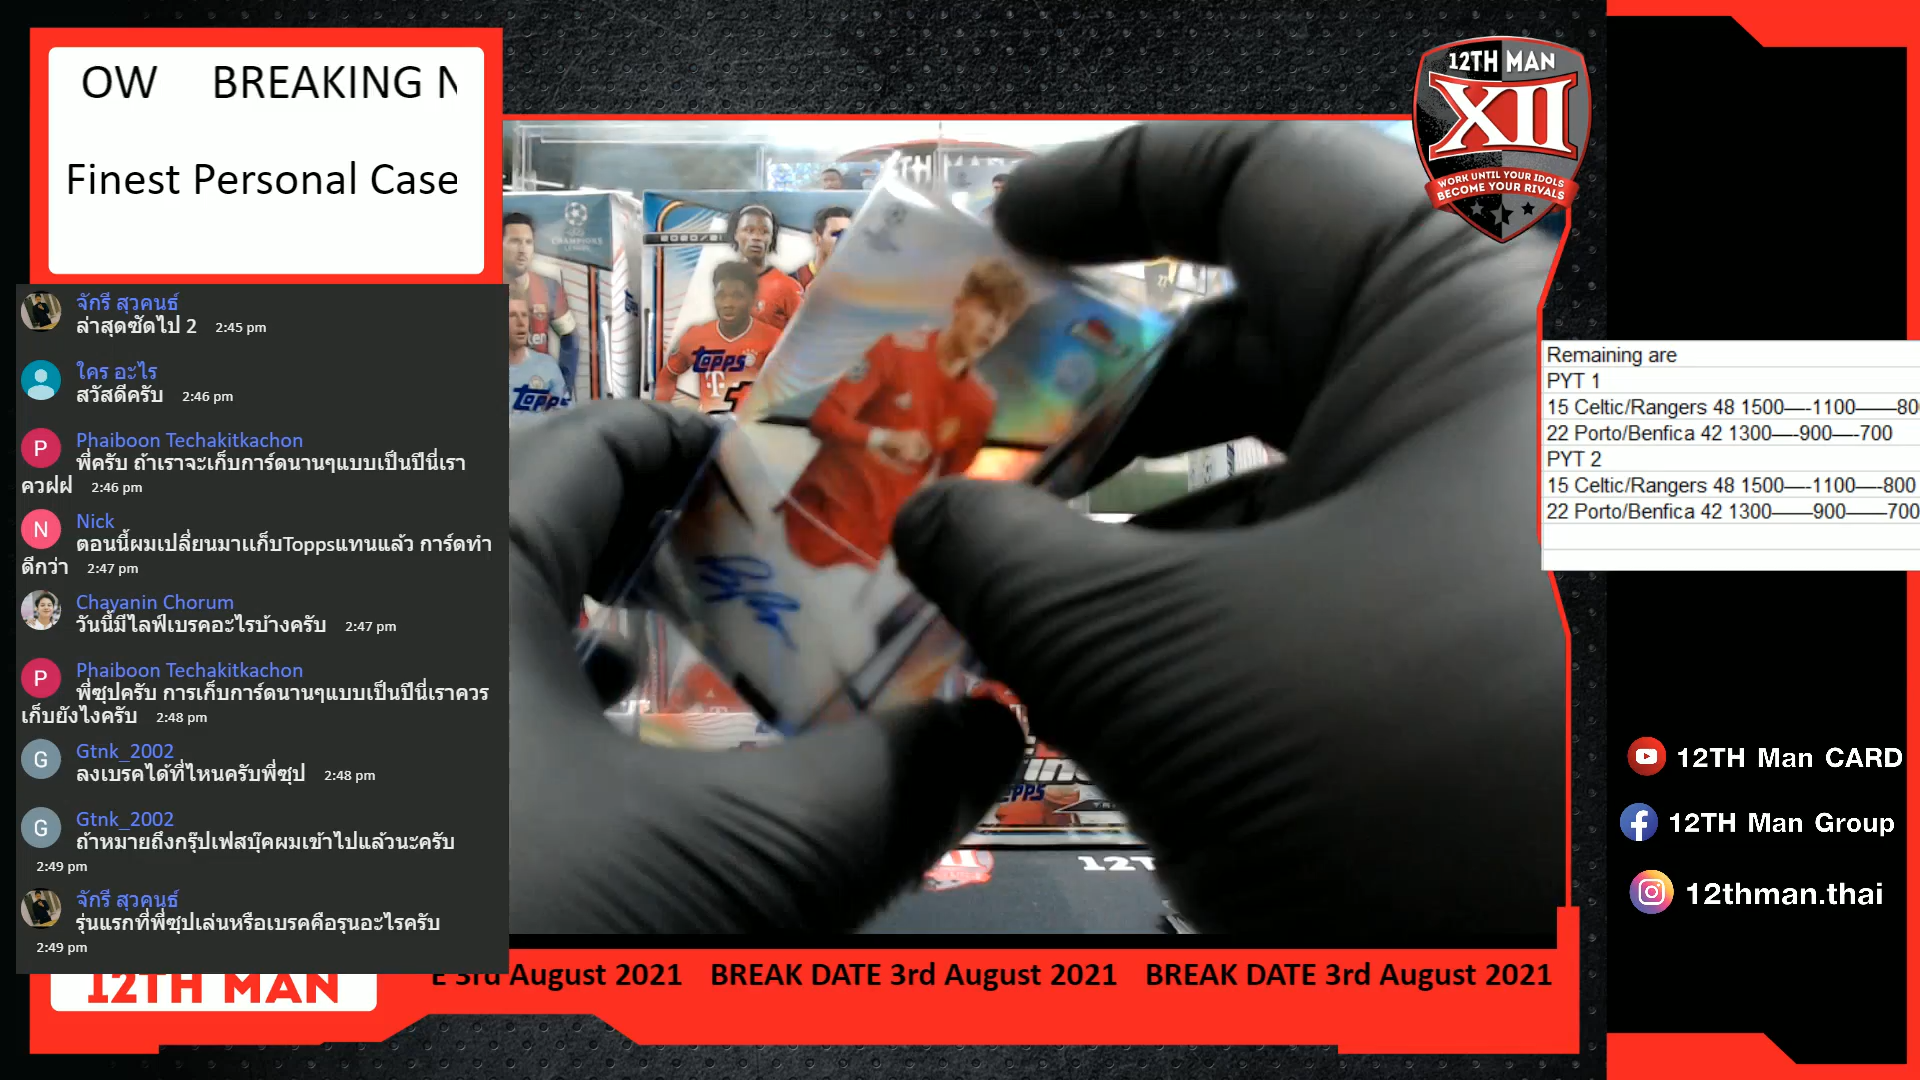 OW BREAKING N
Finest Personal Case
จักรี สุวคนธ์
ล่าสุดซัดไป 2 2:45 pm
ใคร อะไร
สวัสดีครับ 2:46 pm
P
Phaiboon Techakitkachon
พี่ครับ ถ้าเราจะเก็บการ์ดนานๆแบบเป็นปีนี่เรา
ควฝฝ 2:46 pm
N
Nick
ตอนนี้ผมเปลี่ยนมาแก็บToppsแทนแล้ว การ์ดทำ
ดีกว่า 2:47 pm
Chayanin Chorum
วันนี้มีไลฟ์เบรคอะไรบ้างครับ 2:47 pm
P
Phaiboon Techakitkachon
พี่ซุปครับ การเก็บการ์ดนานๆแบบเป็นปีนี่เราควร
เก็บยังไงครับ 2:48 pm
G
Gtnk_2002
ลงเบรคได้ที่ไหนครับพี่ซุป 2:48 pm
G
Gtnk_2002
ถ้าหมายถึงกรุ๊ปเฟสบุ๊คผมเข้าไปแล้วนะครับ
2:49 pm
จักรี สุวคนธ์
รุ่นแรกที่พี่ซุปเล่นหรือเบรคคือรุนอะไรครับ
2:49 pm
12TH MAN
E 3rd August 2021 BREAK DATE 3rd August 2021 BREAK DATE 3rd August 2021
12TH MAN
XII
WORK UNTIL YOUR IDOLS
BECOME YOUR RIVALS
CHAMPIONS
LEAGUE
2020/21
TOPPS
TOPPS
TOPPS
12T
Remaining are
PYT 1
15 Celtic/Rangers 48 1500—-1100——80
22 Porto/Benfica 42 1300—-900—-700
PYT 2
15 Celtic/Rangers 48 1500—-1100—-800
22 Porto/Benfica 42 1300——900——700
12TH Man CARD
12TH Man Group
12thman.thai